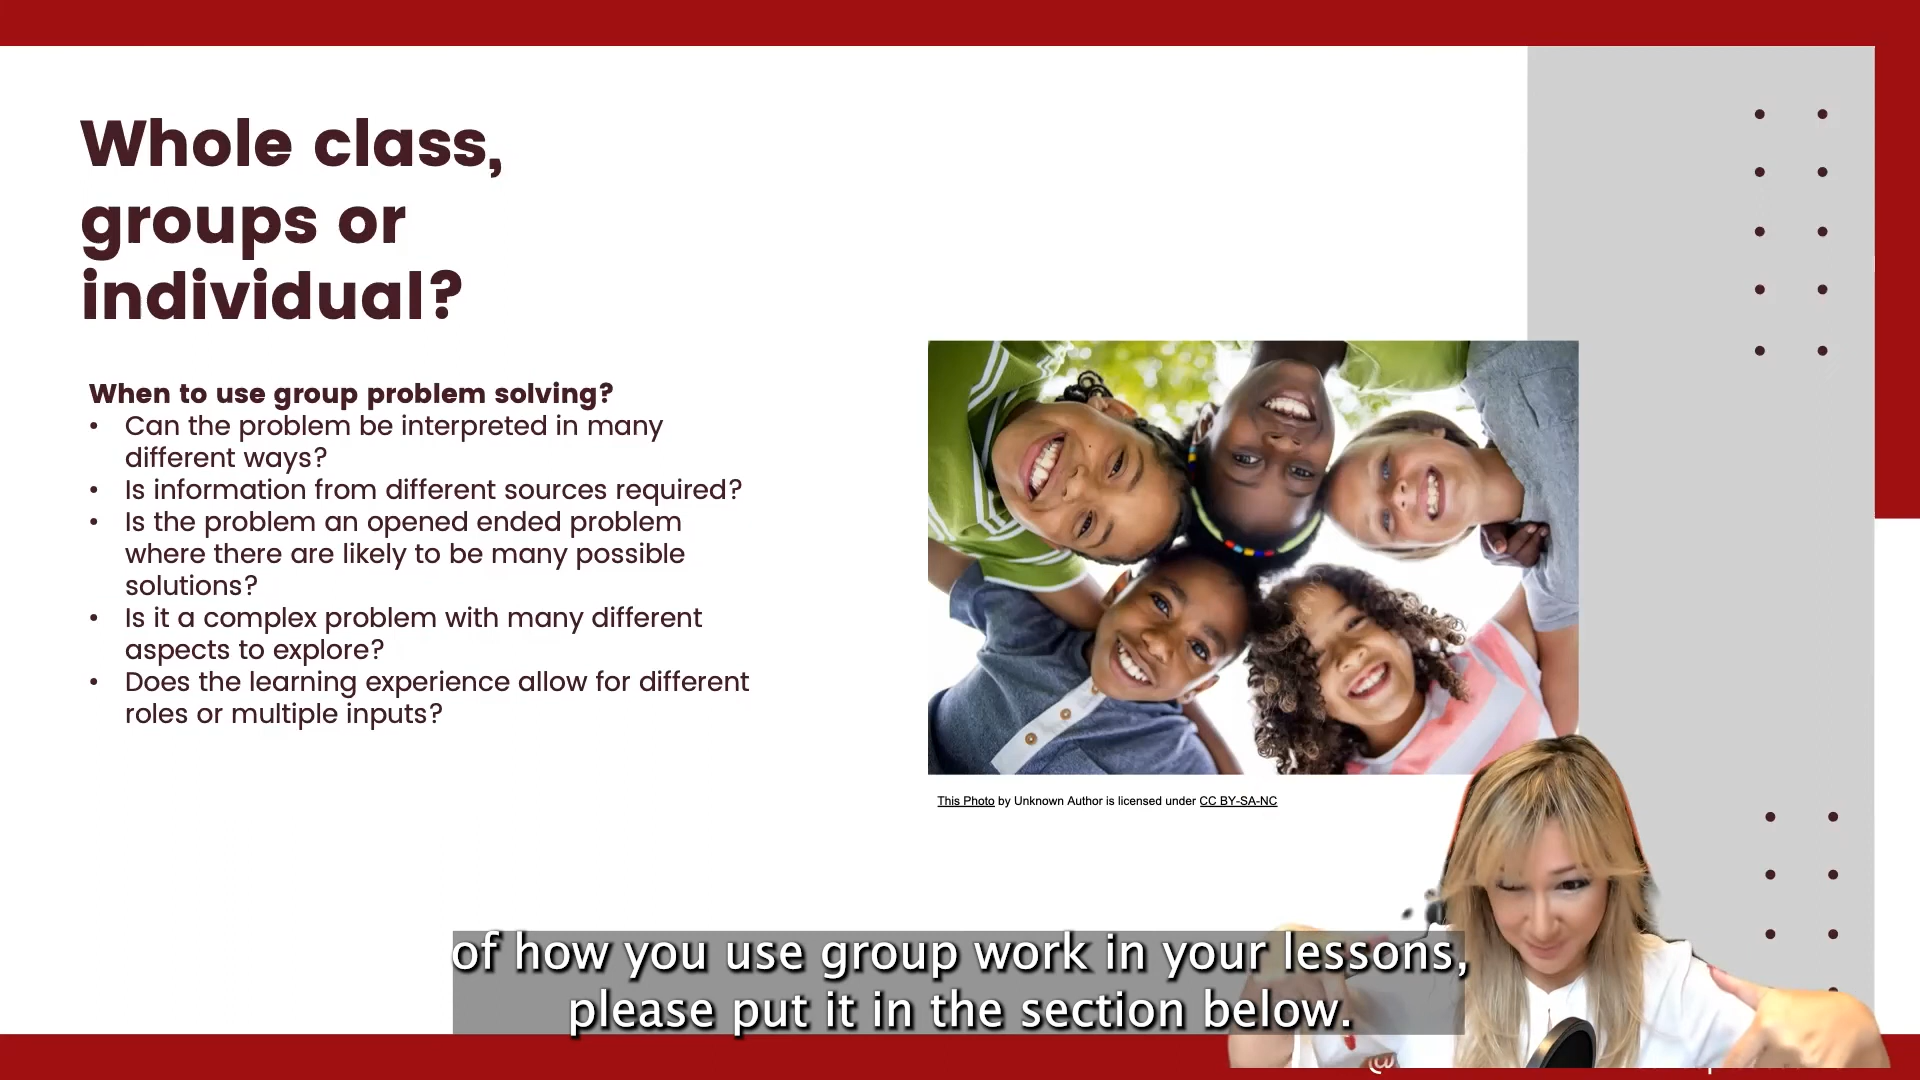 Whole class,
groups or
individual?
When to use group problem solving?
• Can the problem be interpreted in many
different ways?
• Is information from different sources required?
• Is the problem an opened ended problem
where there are likely to be many possible
solutions?
• Is it a complex problem with many different
aspects to explore?
• Does the learning experience allow for different
roles or multiple inputs?
This Photo by Unknown Author is licensed under CC BY-SA-NC
of how you use group work in your lessons,
please put it in the section below.